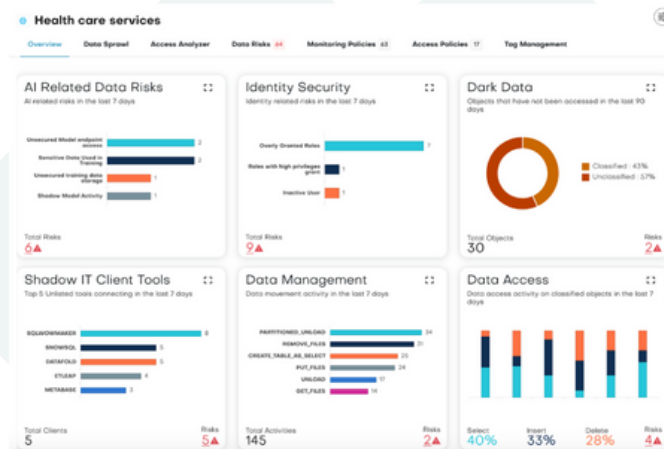 Health care services
Overview Data Sprawl Access Analyzer Data Risks 64 Monitoring Policies 63 Access Policies 17 Tag Management
AI Related Data Risks
AI related risks in the last 7 days
Unsecured Model endpoint
access
2
Sensitive Data Used in
Training
2
Unsecured training data
storage
1
Shadow Model Activity
1
Total Risks
6
Identity Security
Identity related risks in the last 7 days
Overly Granted Roles
7
Roles with high privileges
grant
1
Inactive User
1
Total Risks
9
Dark Data
Objects that have not been accessed in the last 90
days
Classified : 43%
Unclassified : 57%
Total Objects
30
Risks
2
Shadow IT Client Tools
Top 5 Unlisted tools connecting in the last 7 days
SQLWOWMAKER 8
SNOWSQL 5
DATAFOLD 5
ETLEAP 4
METABASE 3
Total Clients
5
Risks
5
Data Management
Data movement activity in the last 7 days
PARTITIONED_UNLOAD 34
REMOVE_FILES 31
CREATE_TABLE_AS_SELECT 25
PUT_FILES 24
UNLOAD 17
GET_FILES 14
Total Activities
145
Risks
2
Data Access
Data access activity on classified objects in the last 7
days
Select
40%
Insert
33%
Delete
28%
Risks
4